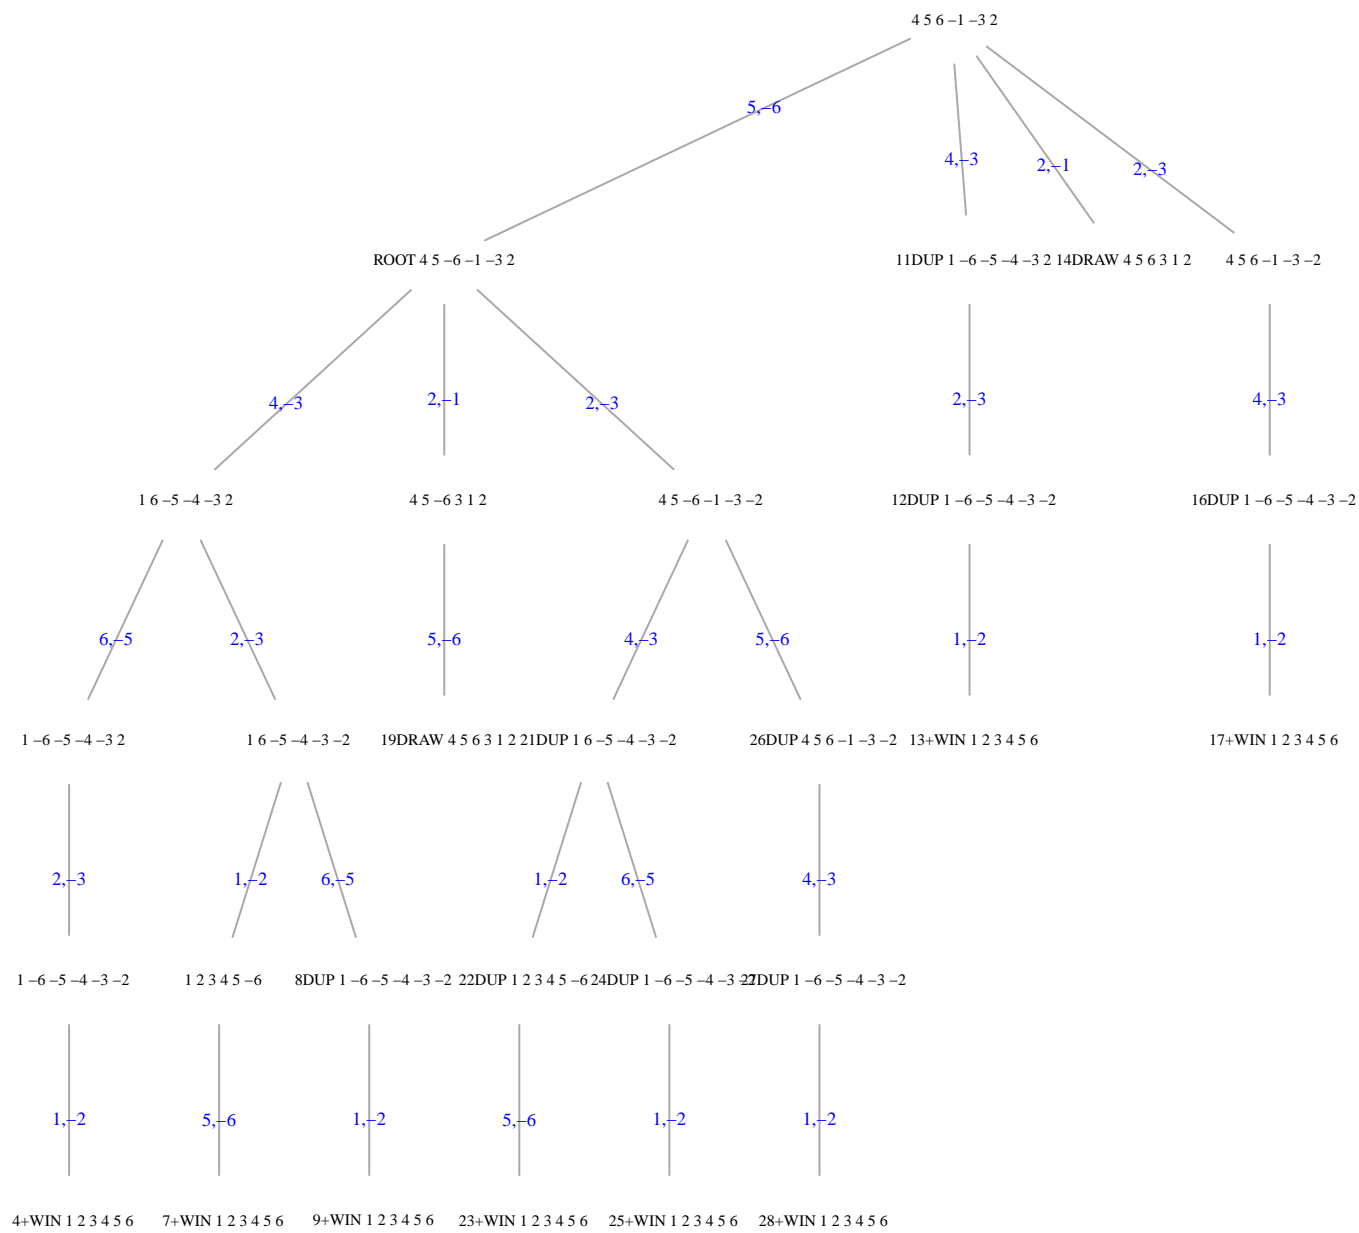 4 5 6 –1 –3 2
5,–6
4,–3
2,–1
2,–3
ROOT 4 5 –6 –1 –3 2
11DUP 1 –6 –5 –4 –3 2
14DRAW 4 5 6 3 1 2
4 5 6 –1 –3 –2
4,–3
2,–1
2,–3
2,–3
4,–3
1 6 –5 –4 –3 2
4 5 –6 3 1 2
4 5 –6 –1 –3 –2
12DUP 1 –6 –5 –4 –3 –2
16DUP 1 –6 –5 –4 –3 –2
6,–5
2,–3
5,–6
4,–3
5,–6
1,–2
1,–2
1 –6 –5 –4 –3 2
1 6 –5 –4 –3 –2
19DRAW 4 5 6 3 1 2
21DUP 1 6 –5 –4 –3 –2
26DUP 4 5 6 –1 –3 –2
13+WIN 1 2 3 4 5 6
17+WIN 1 2 3 4 5 6
2,–3
1,–2
6,–5
1,–2
6,–5
4,–3
1 –6 –5 –4 –3 –2
1 2 3 4 5 –6
8DUP 1 –6 –5 –4 –3 –2
22DUP 1 2 3 4 5 –6
24DUP 1 –6 –5 –4 –3 –2
27DUP 1 –6 –5 –4 –3 –2
1,–2
5,–6
1,–2
5,–6
1,–2
1,–2
4+WIN 1 2 3 4 5 6
7+WIN 1 2 3 4 5 6
9+WIN 1 2 3 4 5 6
23+WIN 1 2 3 4 5 6
25+WIN 1 2 3 4 5 6
28+WIN 1 2 3 4 5 6